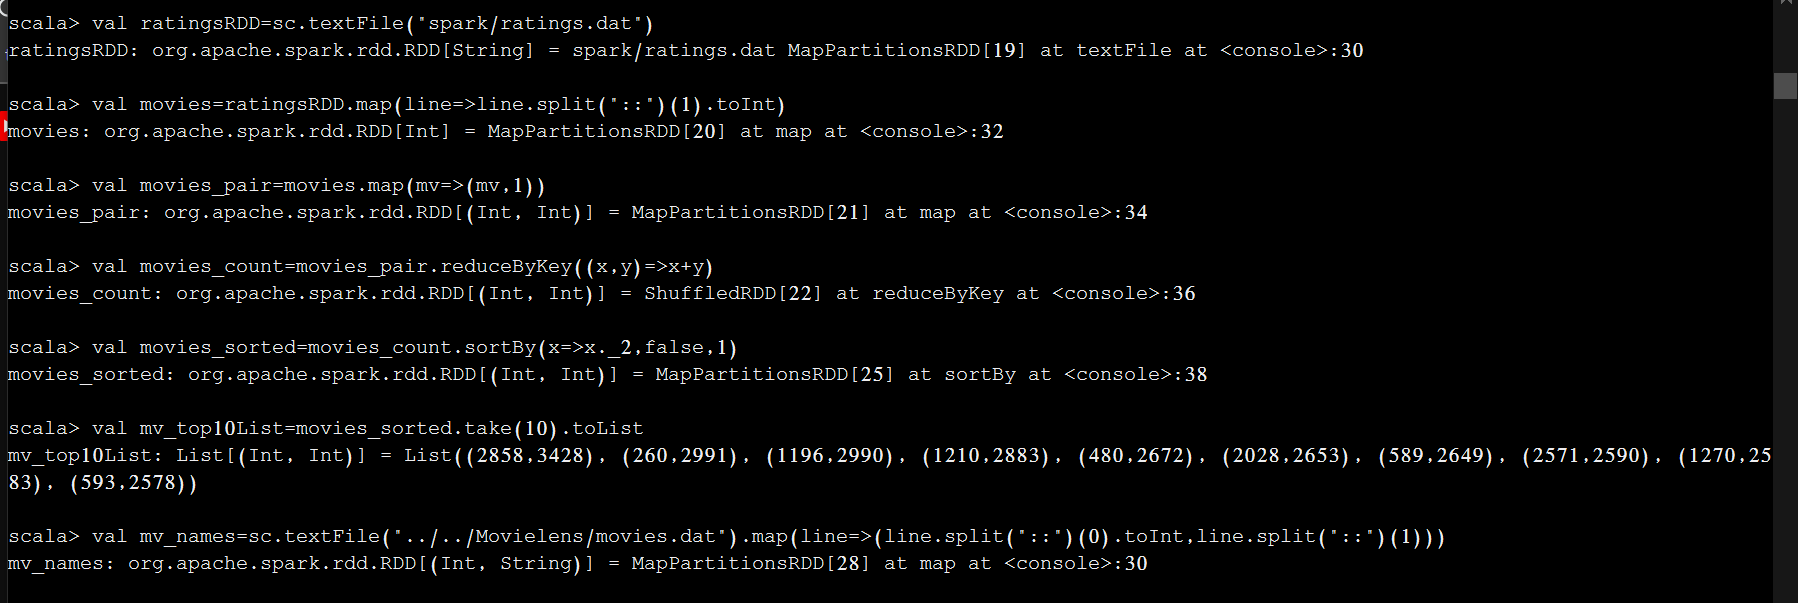 scala> val ratingsRDD=sc.textFile("spark/ratings.dat")
ratingsRDD: org.apache.spark.rdd.RDD[String] = spark/ratings.dat MapPartitionsRDD[19] at textFile at <console>:30
scala> val movies=ratingsRDD.map(line=>line.split("::")(1).toInt)
movies: org.apache.spark.rdd.RDD[Int] = MapPartitionsRDD[20] at map at <console>:32
scala> val movies_pair=movies.map(mv=>(mv,1))
movies_pair: org.apache.spark.rdd.RDD[(Int, Int)] = MapPartitionsRDD[21] at map at <console>:34
scala> val movies_count=movies_pair.reduceByKey((x,y)=>x+y)
movies_count: org.apache.spark.rdd.RDD[(Int, Int)] = ShuffledRDD[22] at reduceByKey at <console>:36
scala> val movies_sorted=movies_count.sortBy(x=>x._2,false,1)
movies_sorted: org.apache.spark.rdd.RDD[(Int, Int)] = MapPartitionsRDD[25] at sortBy at <console>:38
scala> val mv_top10List=movies_sorted.take(10).toList
mv_top10List: List[(Int, Int)] = List((2858,3428), (260,2991), (1196,2990), (1210,2883), (480,2672), (2028,2653), (589,2649), (2571,2590), (1270,25
83), (593,2578))
scala> val mv_names=sc.textFile("../../Movielens/movies.dat").map(line=>(line.split("::")(0).toInt,line.split("::")(1)))
mv_names: org.apache.spark.rdd.RDD[(Int, String)] = MapPartitionsRDD[28] at map at <console>:30